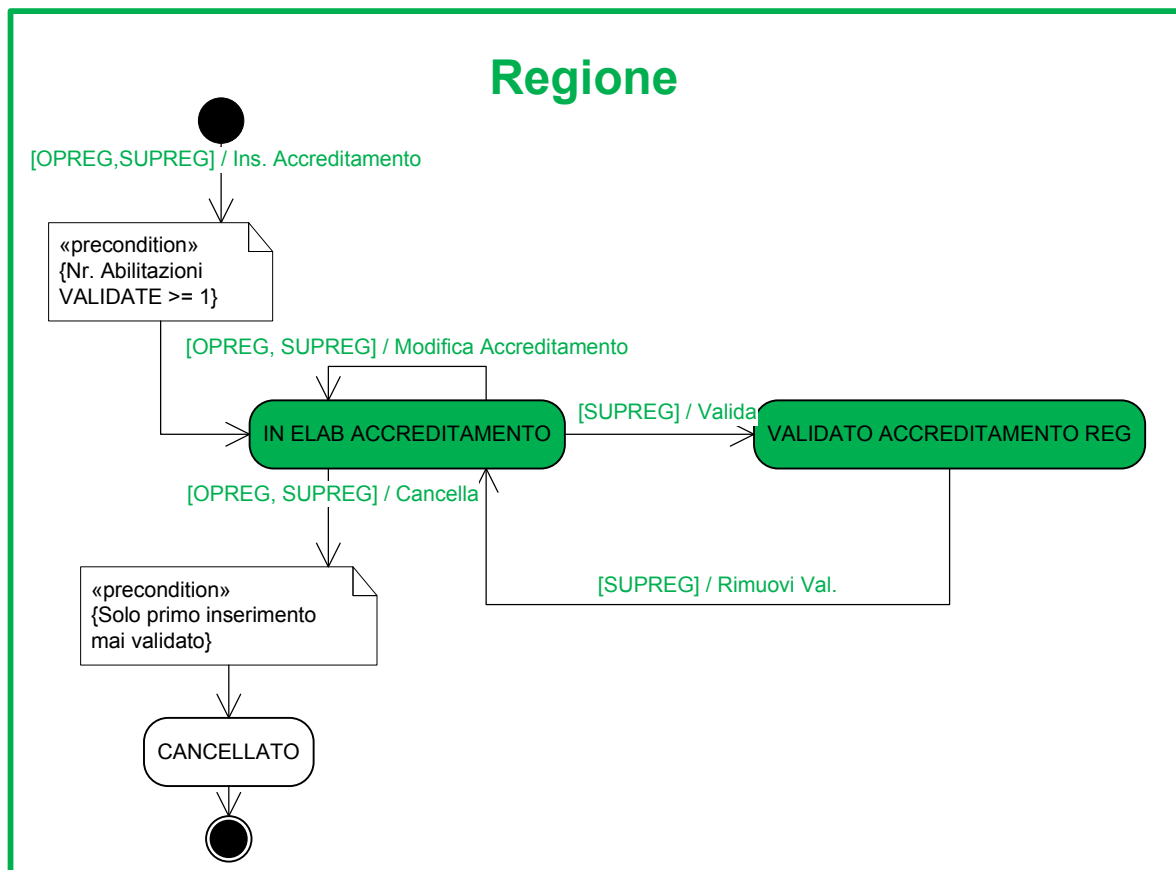 Regione
[OPREG,SUPREG] / Ins. Accreditamento
«precondition»
{Nr. Abilitazioni
VALIDATE >= 1}
[OPREG, SUPREG] / Modifica Accreditamento
IN ELAB ACCREDITAMENTO
[SUPREG] / Valida
VALIDATO ACCREDITAMENTO REG
[OPREG, SUPREG] / Cancella
[SUPREG] / Rimuovi Val.
«precondition»
{Solo primo inserimento
mai validato}
CANCELLATO